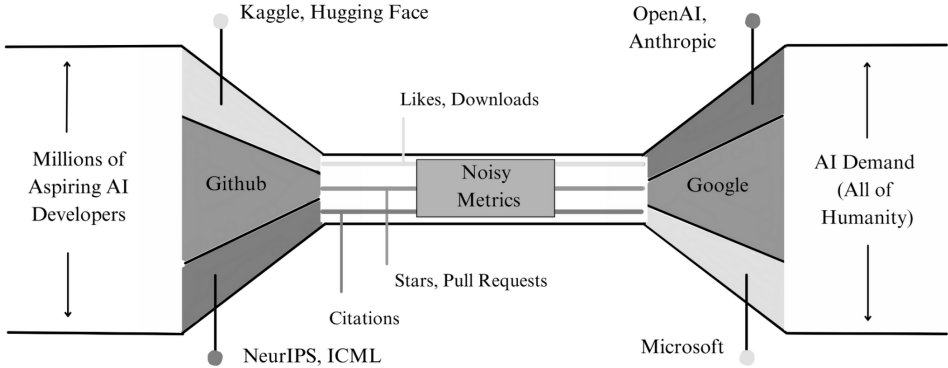 Kaggle, Hugging Face
OpenAI,
Anthropic
Likes, Downloads
Millions of
Aspiring AI
Developers
Github
Noisy
Metrics
Google
AI Demand
(All of
Humanity)
Stars, Pull Requests
Citations
NeurIPS, ICML
Microsoft